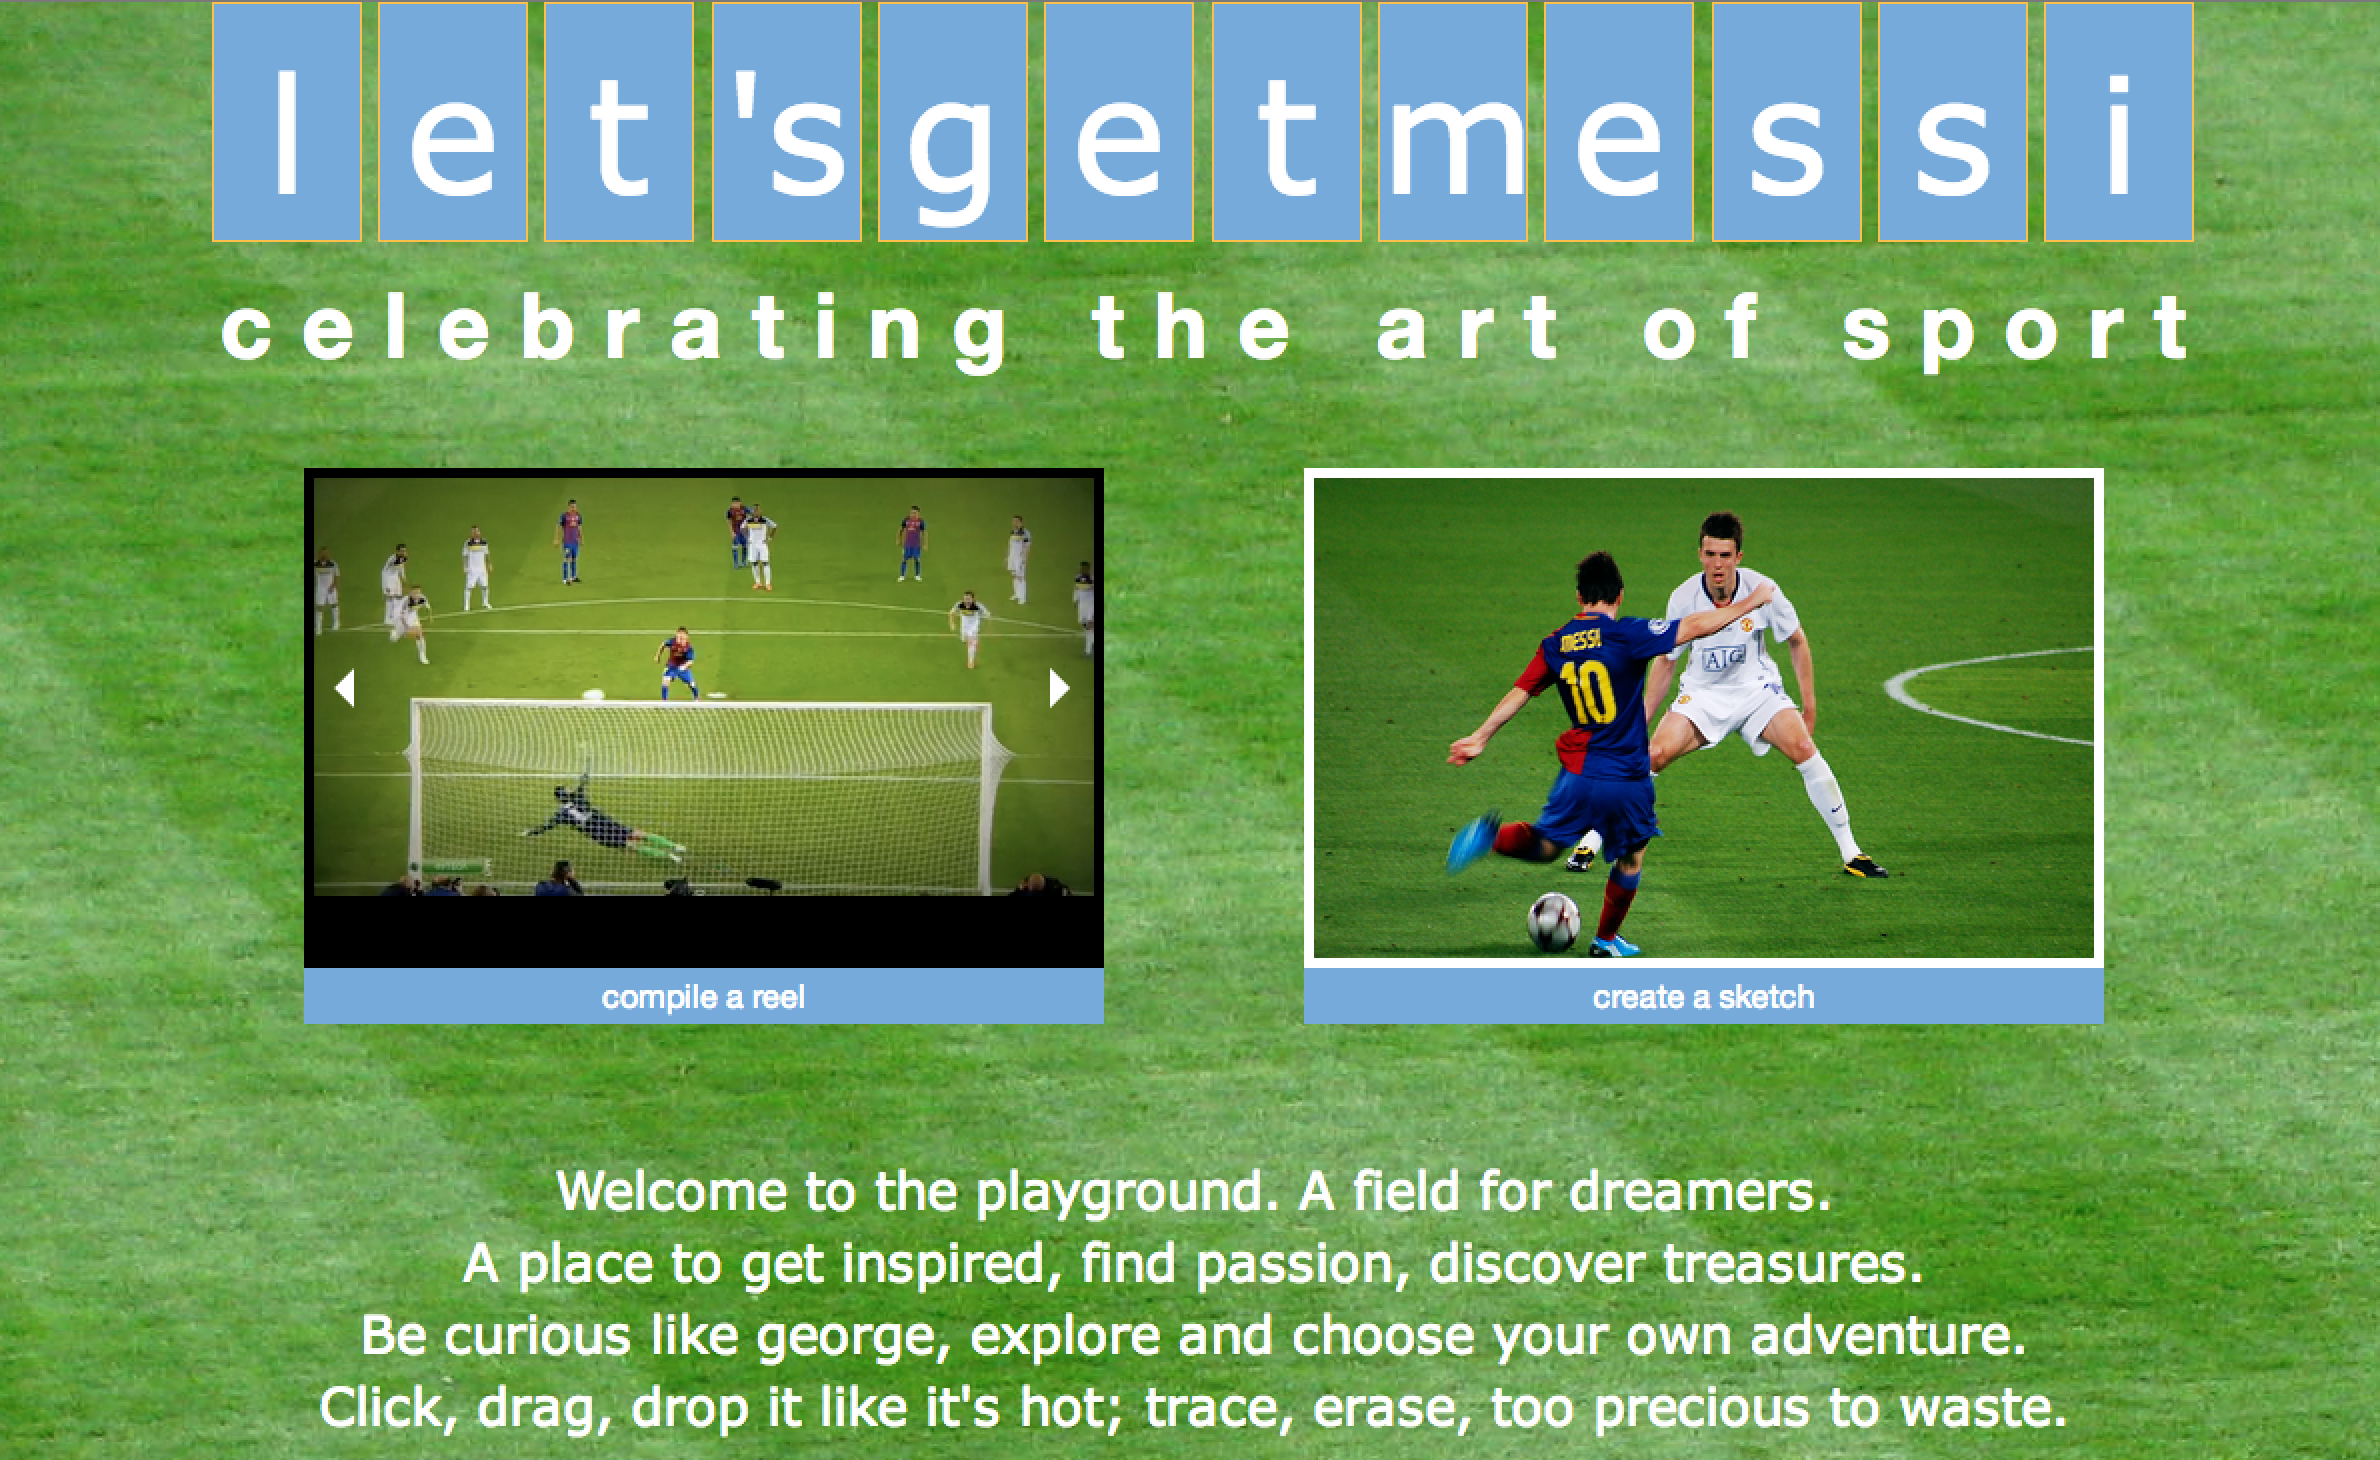 let'sgetmessi
celebrating the art of sport
MESSI
10
AIG
compile a reel
create a sketch
Welcome to the playground. A field for dreamers.
A place to get inspired, find passion, discover treasures.
Be curious like george, explore and choose your own adventure.
Click, drag, drop it like it's hot; trace, erase, too precious to waste.